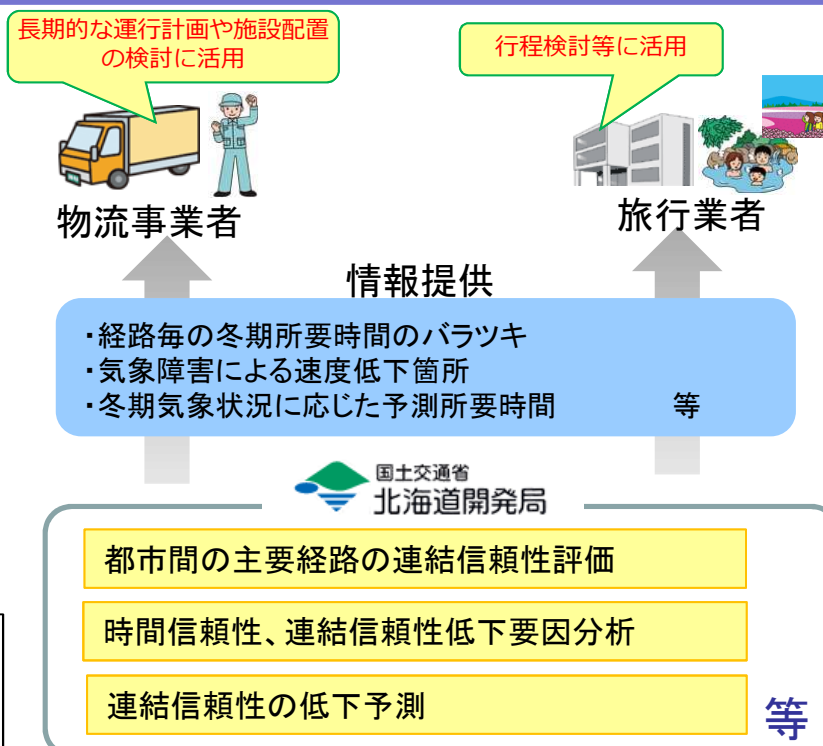 長期的な運行計画や施設配置
の検討に活用
行程検討等に活用
物流事業者
旅行業者
情報提供
・経路毎の冬期所要時間のバラツキ
・気象障害による速度低下箇所
・冬期気象状況に応じた予測所要時間 等
国土交通省
北海道開発局
都市間の主要経路の連結信頼性評価
時間信頼性、連結信頼性低下要因分析
連結信頼性の低下予測
等